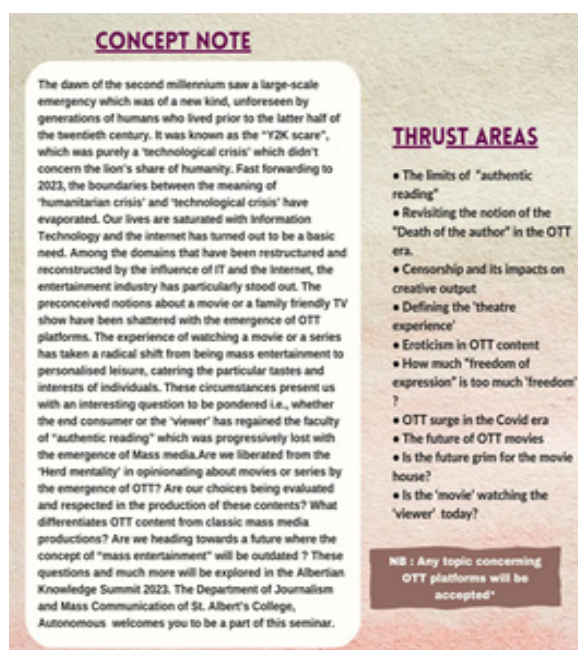 CONCEPT NOTE
The dawn of the second millennium saw a large-scale
emergency which was of a new kind, unforeseen by
generations of humans who lived prior to the latter half of
the twentieth century. It was known as the “Y2K scare”,
which was purely a ‘technological crisis’ which didn’t
concern the lion’s share of humanity. Fast forwarding to
2023, the boundaries between the meaning of
‘humanitarian crisis’ and ‘technological crisis’ have
evaporated. Our lives are saturated with Information
Technology and the internet has turned out to be a basic
need. Among the domains that have been restructured and
reconstructed by the influence of IT and the Internet, the
entertainment industry has particularly stood out. The
preconceived notions about a movie or a family friendly TV
show have been shattered with the emergence of OTT
platforms. The experience of watching a movie or a series
has taken a radical shift from being mass entertainment to
personalised leisure, catering the particular tastes and
interests of individuals. These circumstances present us
with an interesting question to be pondered i.e., whether
the end consumer or the ‘viewer’ has regained the faculty
of “authentic reading” which was progressively lost with
the emergence of Mass media.Are we liberated from the
‘Herd mentality’ in opinionating about movies or series by
the emergence of OTT? Are our choices being evaluated
and respected in the production of these contents? What
differentiates OTT content from classic mass media
productions? Are we heading towards a future where the
concept of “mass entertainment” will be outdated ? These
questions and much more will be explored in the Albertian
Knowledge Summit 2023. The Department of Journalism
and Mass Communication of St. Albert’s College,
Autonomous welcomes you to be a part of this seminar.
THRUST AREAS
• The limits of "authentic
reading"
• Revisiting the notion of the
"Death of the author" in the OTT
era.
• Censorship and its impacts on
creative output
• Defining the 'theatre
experience'
• Eroticism in OTT content
• How much "freedom of
expression" is too much 'freedom'
?
• OTT surge in the Covid era
• The future of OTT movies
• Is the future grim for the movie
house?
• Is the 'movie' watching the
'viewer' today?
NB : Any topic concerning
OTT platforms will be
accepted*